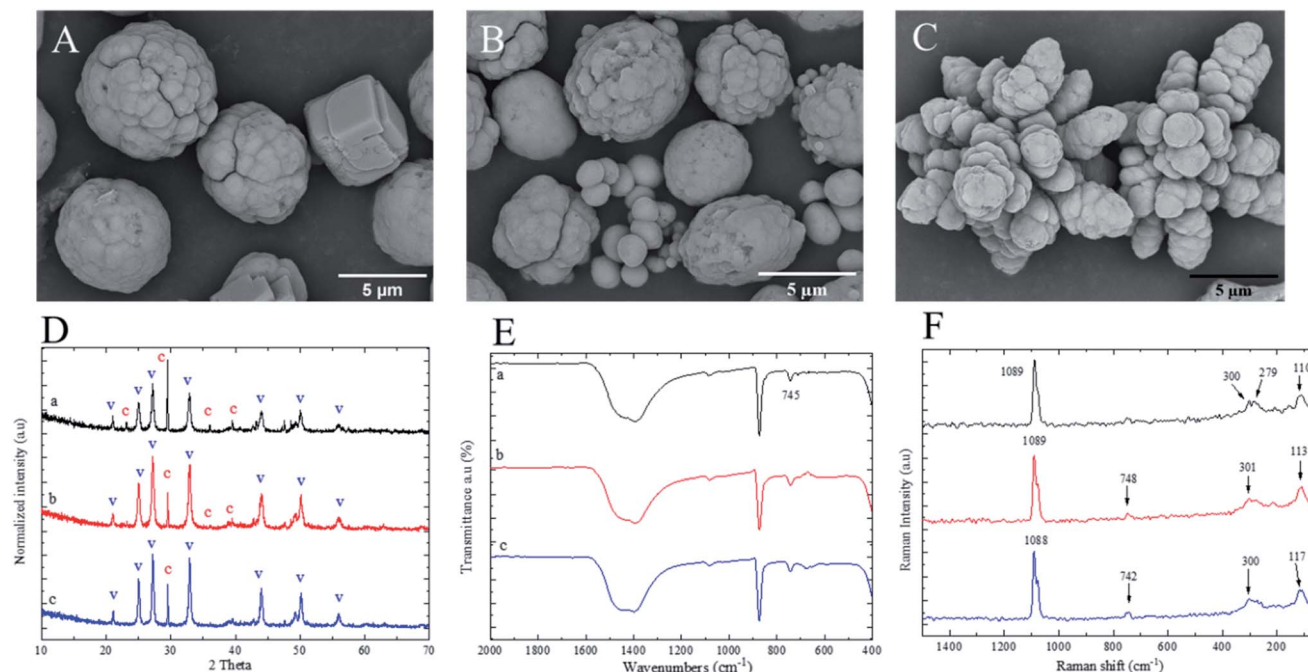 A
B
C
5 µm
5 µm
5 µm
D
Normalized intensity (a.u)
a
b
c
v
c
v
v
c
v
c
c
v
v
v
v
v
v
c
v
c
c
v
v
v
v
v
v
c
v
v
v
v
10
20
30
40
50
60
70
2 Theta
E
Transmittance a.u (%)
a
745
b
c
2000
1800
1600
1400
1200
1000
800
600
400
Wavenumbers (cm⁻¹)
F
Raman Intensity (a.u)
1089
300
279
1089
748
301
113
1088
742
300
117
1400
1200
1000
800
600
400
200
Raman shift (cm⁻¹)